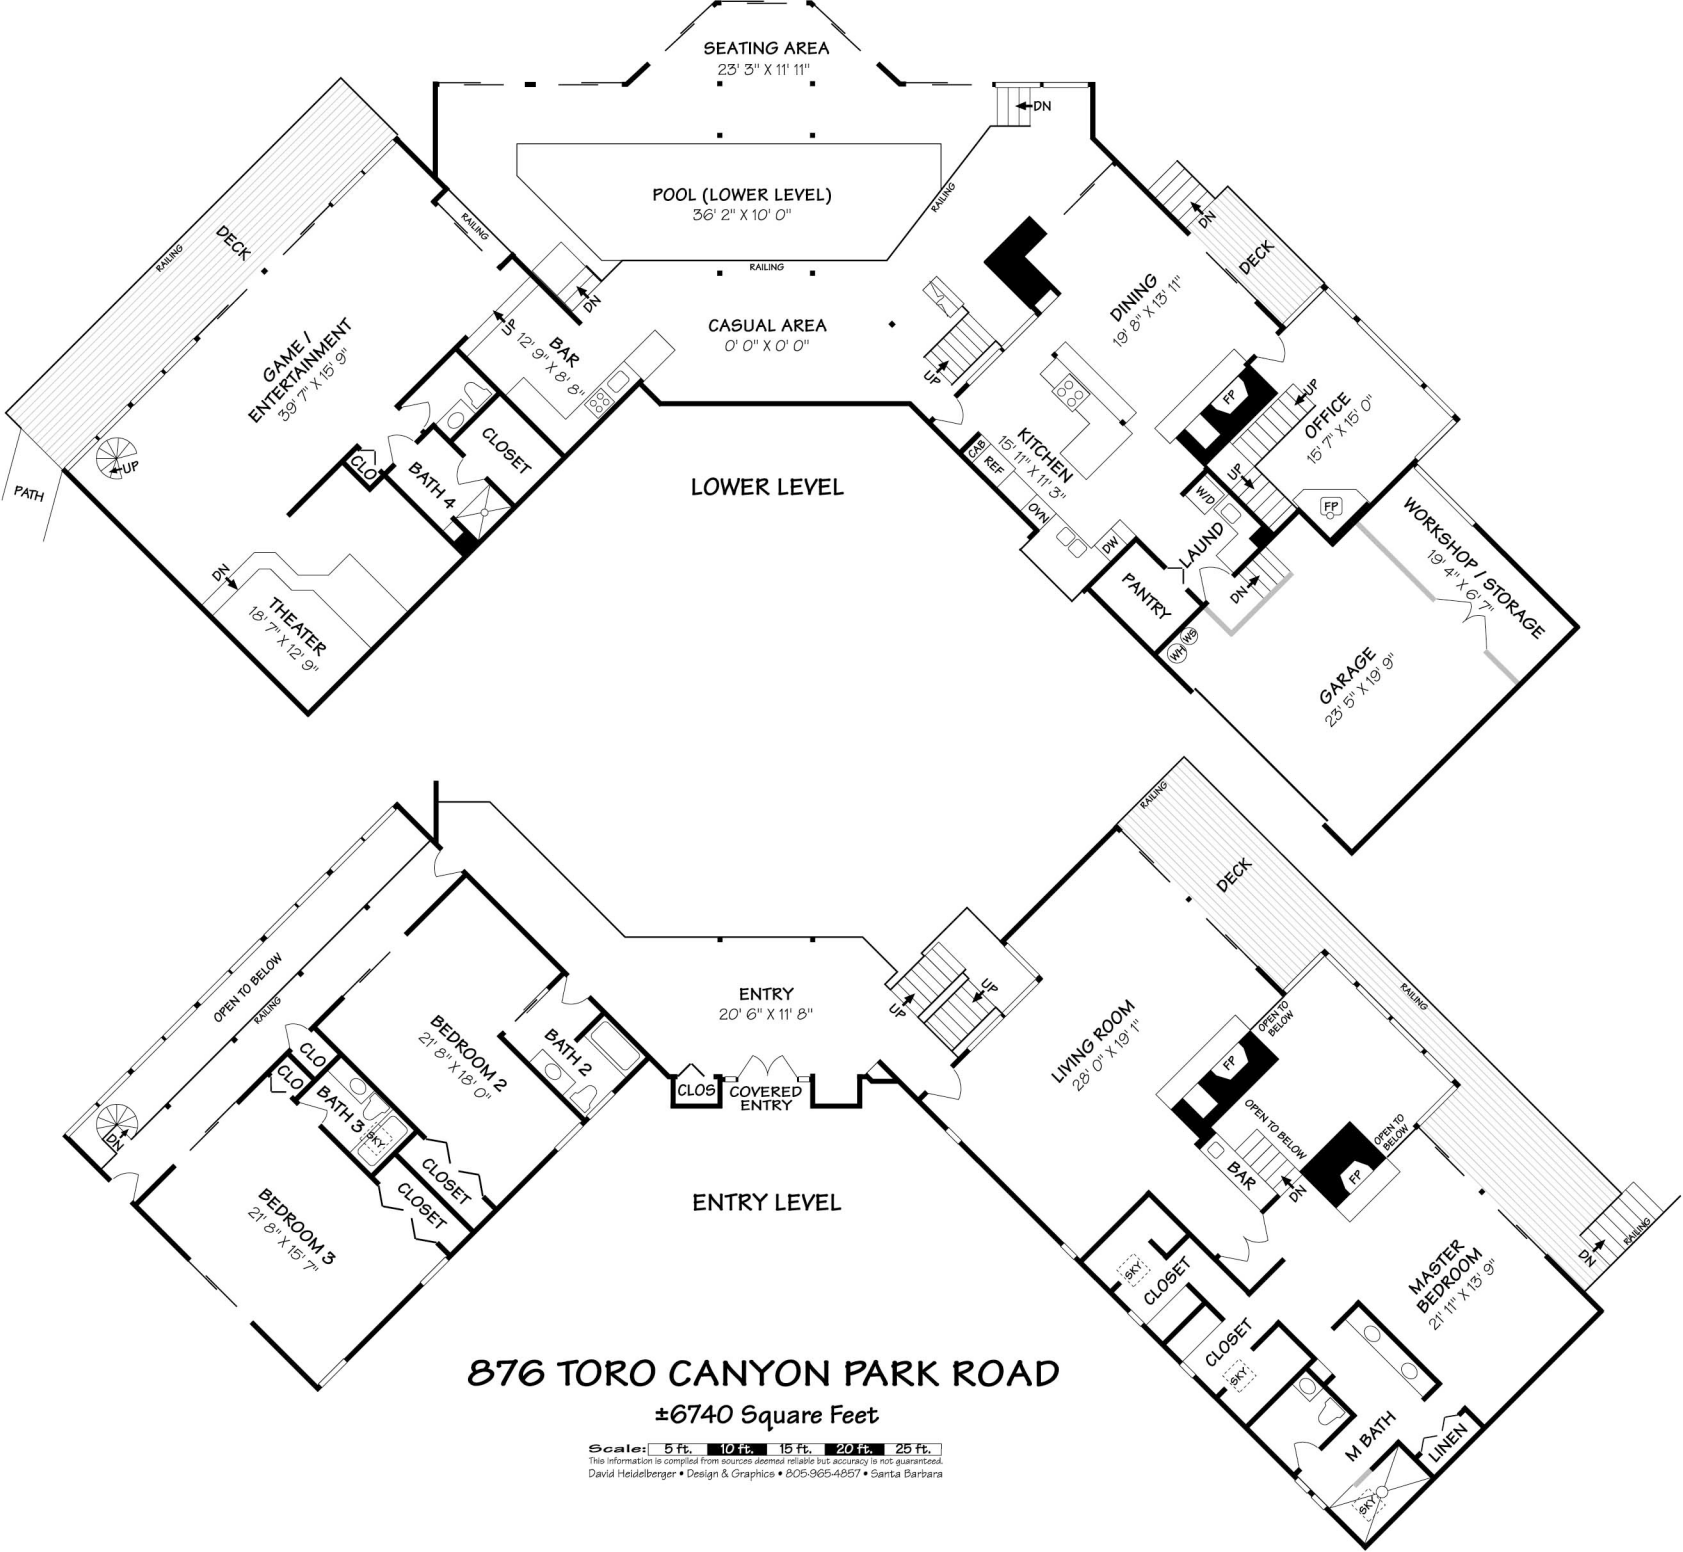 SEATING AREA
23' 3" X 11' 11"
DN
POOL (LOWER LEVEL)
36' 2" X 10' 0"
RAILING
RAILING
RAILING
DECK
RAILING
DN
DECK
RAILING
DN
UP
BAR
12' 9" X 8' 8"
CASUAL AREA
0' 0" X 0' 0"
GAME /
ENTERTAINMENT
39' 7" X 15' 9"
UP
PATH
CLO
BATH 4
CLOSET
DN
THEATER
18' 7" X 12' 9"
LOWER LEVEL
DINING
19' 8" X 13' 11"
UP
KITCHEN
15' 11" X 11' 3"
CAB
REF
OVN
DW
PANTRY
FP
UP
OFFICE
15' 7" X 15' 0"
UP
W/D
LAUND
DN
FP
WS
WH
WORKSHOP / STORAGE
19' 4" X 6' 7"
GARAGE
23' 5" X 19' 9"
OPEN TO BELOW
RAILING
DN
CLO
CLO
BATH 3
SKY
BEDROOM 2
21' 8" X 18' 0"
BATH 2
CLOSET
CLOSET
BEDROOM 3
21' 8" X 15' 7"
ENTRY
20' 6" X 11' 8"
CLOS
COVERED
ENTRY
UP
UP
ENTRY LEVEL
RAILING
DECK
RAILING
LIVING ROOM
28' 0" X 19' 1"
OPEN TO
BELOW
FP
OPEN TO BELOW
OPEN TO
BELOW
BAR
DN
FP
SKY
CLOSET
CLOSET
SKY
MASTER
BEDROOM
21' 11" X 13' 9"
DN
RAILING
M BATH
LINEN
SKY
876 TORO CANYON PARK ROAD
±6740 Square Feet
Scale: 5 ft. 10 ft. 15 ft. 20 ft. 25 ft.
This information is compiled from sources deemed reliable but accuracy is not guaranteed.
David Heidelberger • Design & Graphics • 805-965-4857 • Santa Barbara